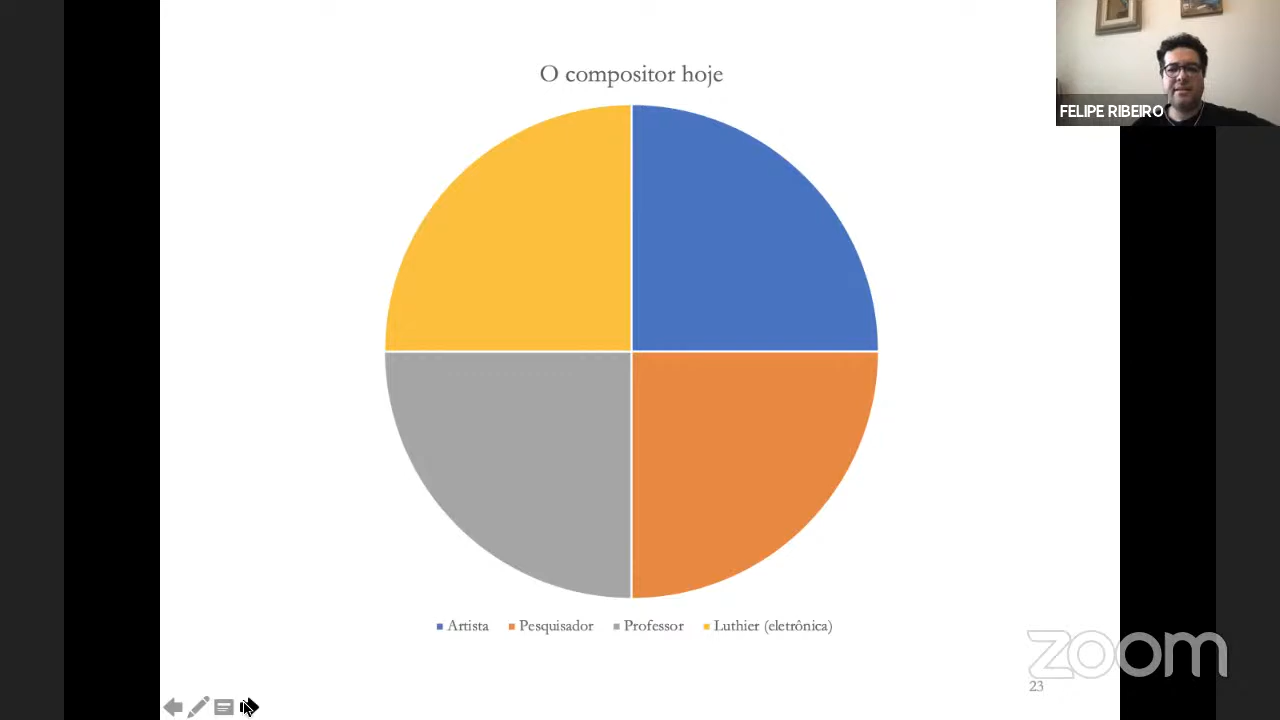 O compositor hoje
FELIPE RIBEIRO
Artista
Pesquisador
Professor
Luthier (eletrônica)
zoom
23